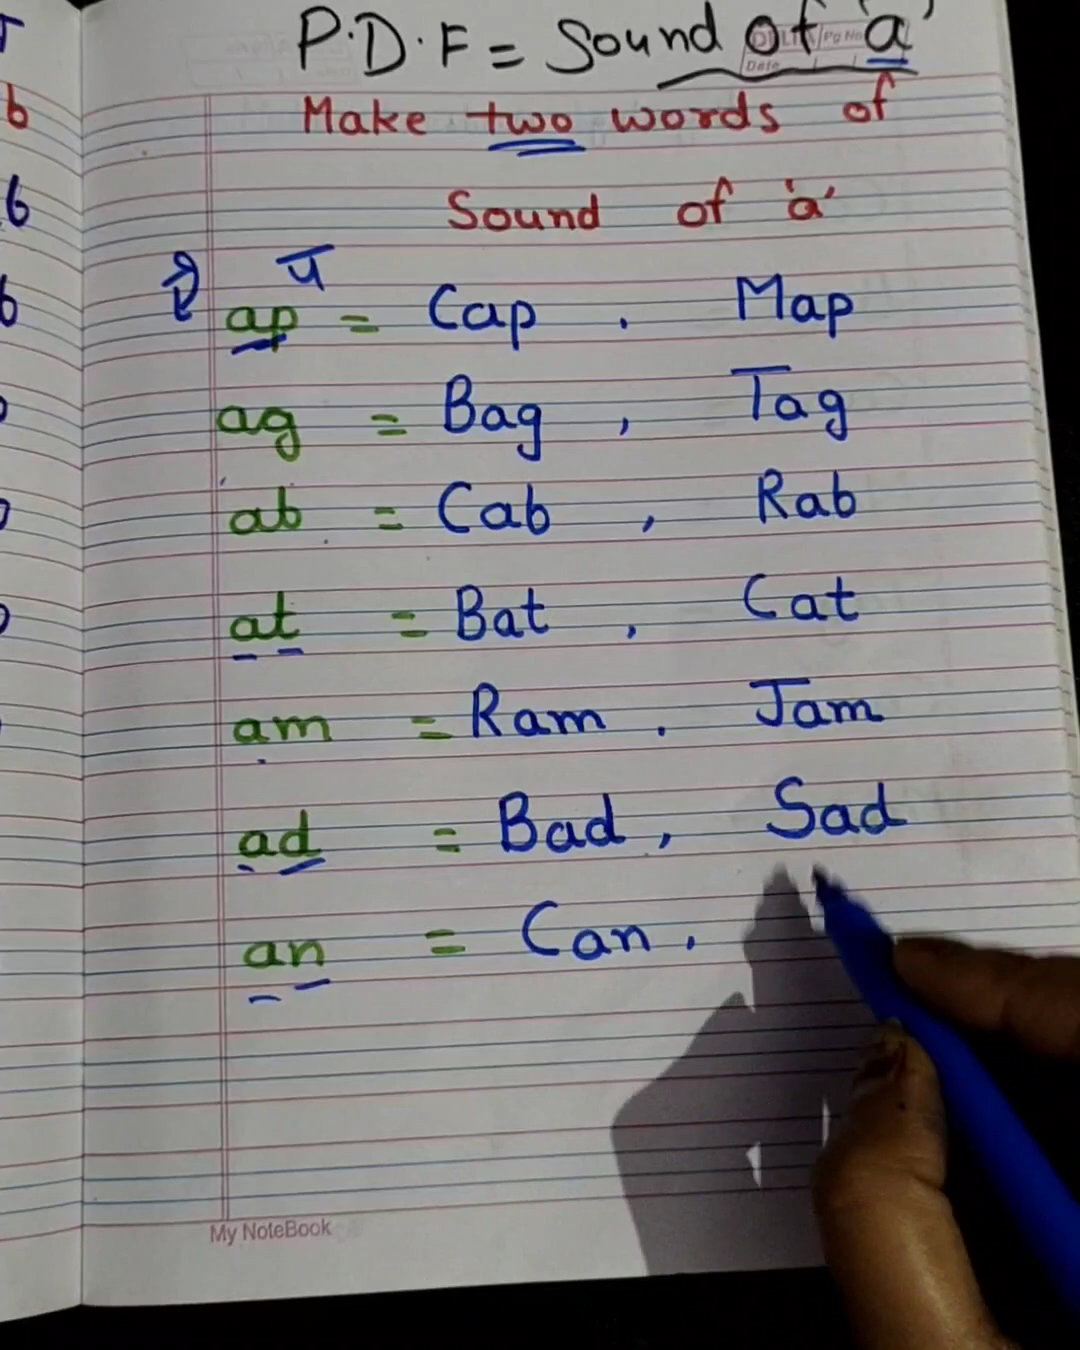 P.D.F = Sound of 'a'
Make two words of
Sound of 'a'
प
ap = Cap , Map
ag = Bag , Tag
ab = Cab , Rab
at = Bat , Cat
am = Ram , Jam
ad = Bad , Sad
an = Can ,
My NoteBook